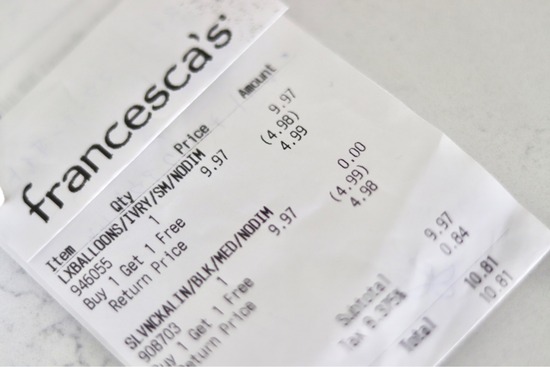 francesca's
Item Qty Price Amount
LXBALLOONS/IVRY/SM/NODIM
946055 1 9.97 9.97
Buy 1 Get 1 Free (4.98)
Return Price 4.99
SLVNCKALIN/BLK/MED/NODIM
908703 1 9.97 0.00
Buy 1 Get 1 Free (4.99)
Return Price 4.98
Subtotal 9.97
Tax 0.84
Total 10.81
10.81